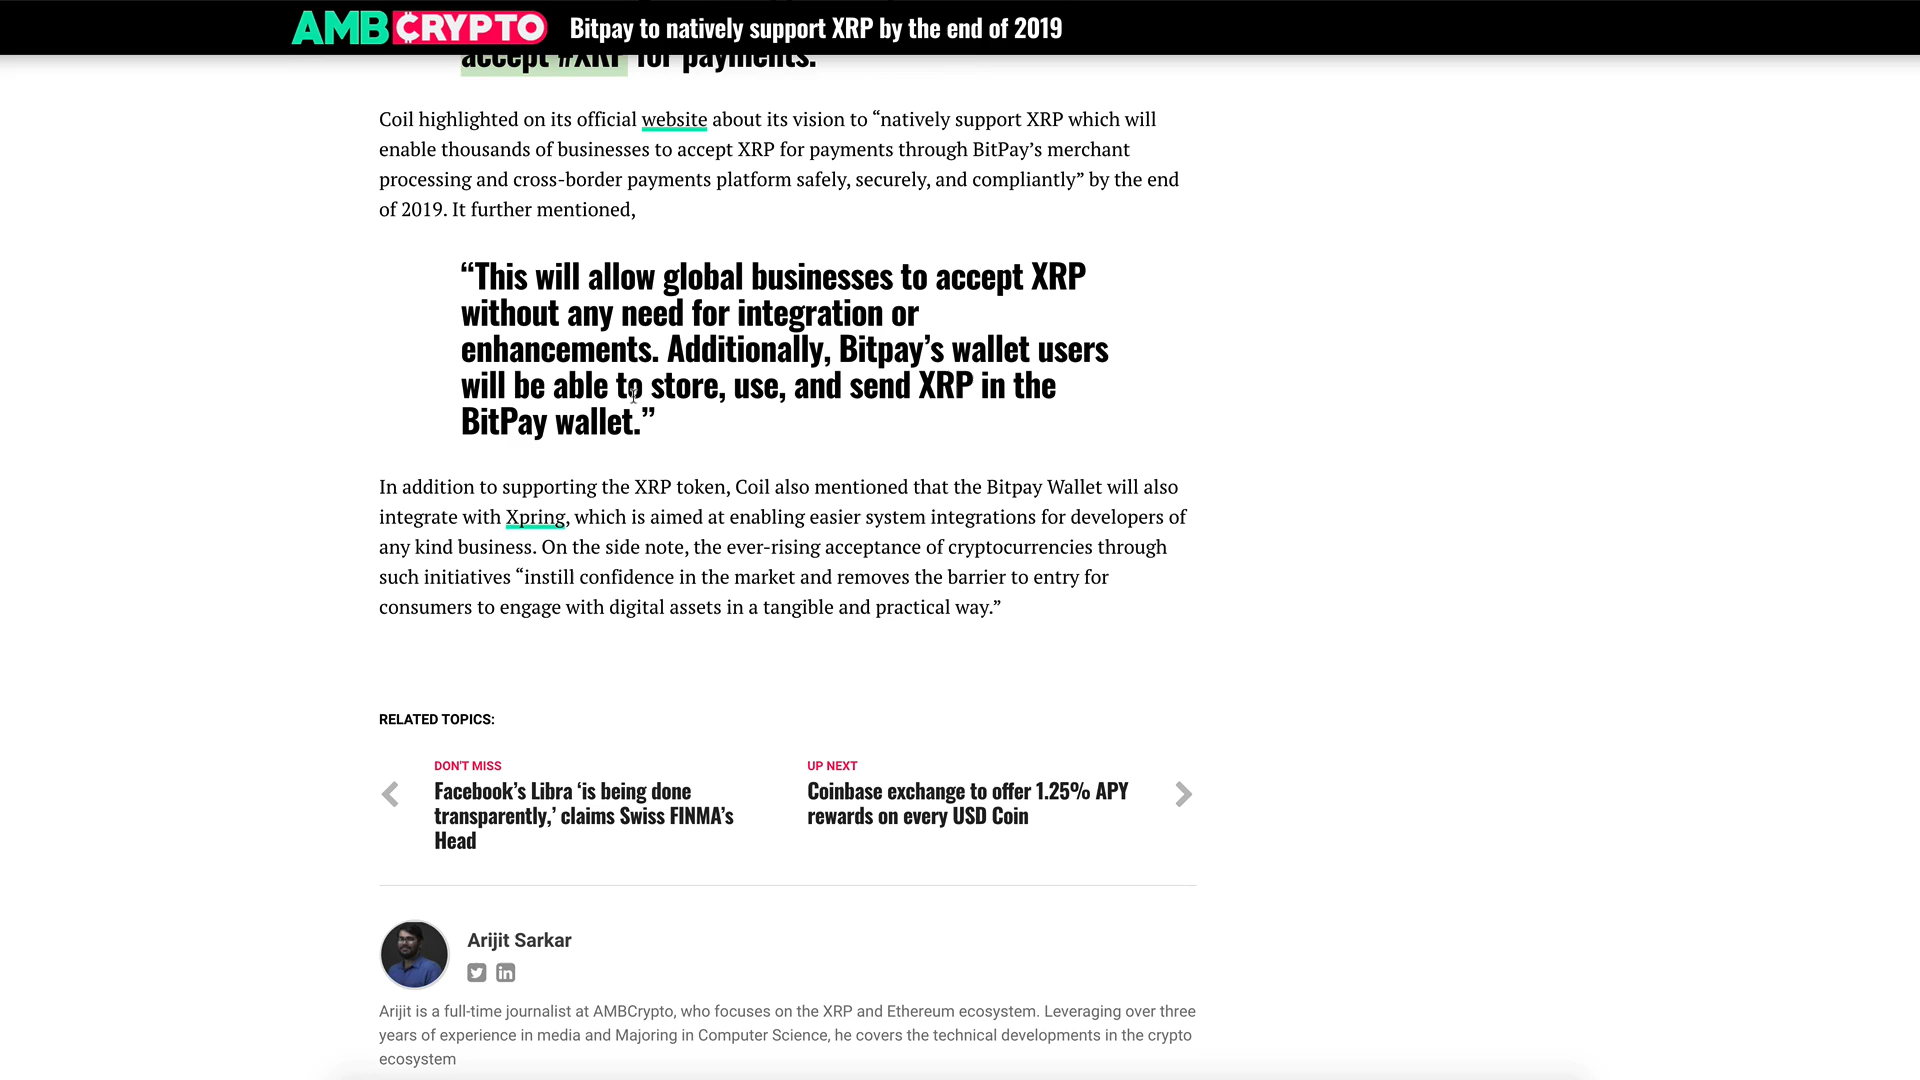 AMBCRYPTO Bitpay to natively support XRP by the end of 2019
accept #XRP for payments.
Coil highlighted on its official website about its vision to “natively support XRP which will
enable thousands of businesses to accept XRP for payments through BitPay’s merchant
processing and cross-border payments platform safely, securely, and compliantly” by the end
of 2019. It further mentioned,
“This will allow global businesses to accept XRP
without any need for integration or
enhancements. Additionally, Bitpay’s wallet users
will be able to store, use, and send XRP in the
BitPay wallet.”
In addition to supporting the XRP token, Coil also mentioned that the Bitpay Wallet will also
integrate with Xpring, which is aimed at enabling easier system integrations for developers of
any kind business. On the side note, the ever-rising acceptance of cryptocurrencies through
such initiatives “instill confidence in the market and removes the barrier to entry for
consumers to engage with digital assets in a tangible and practical way.”
RELATED TOPICS:
DON'T MISS
Facebook’s Libra ‘is being done
transparently,’ claims Swiss FINMA’s
Head
UP NEXT
Coinbase exchange to offer 1.25% APY
rewards on every USD Coin
Arijit Sarkar
Arijit is a full-time journalist at AMBCrypto, who focuses on the XRP and Ethereum ecosystem. Leveraging over three
years of experience in media and Majoring in Computer Science, he covers the technical developments in the crypto
ecosystem